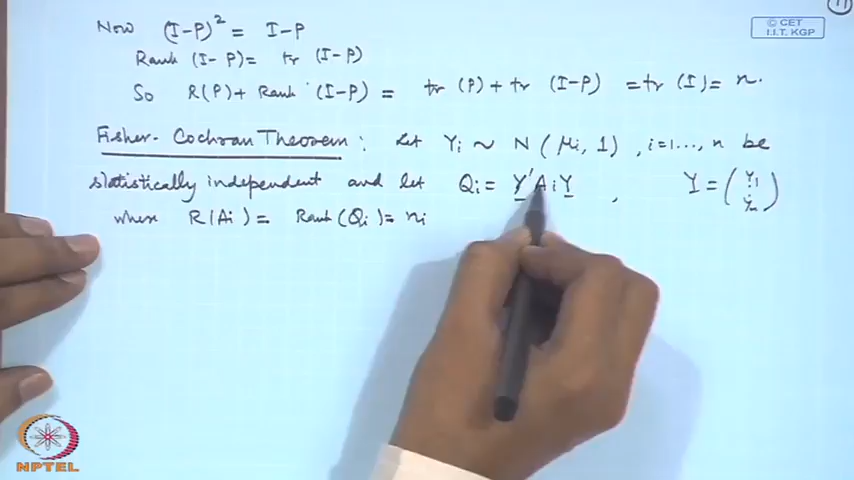 Now (I-P)² = I-P
Rank (I-P) = tr (I-P)
So R(P) + Rank (I-P) = tr (P) + tr (I-P) = tr (I) = n.
Fisher-Cochran Theorem : Let Yi ~ N (μi, 1) , i=1..., n be
statistically independent and let Qi = Y'AiY , Y = (Y1 ⋮ Yn)
where R(Ai) = Rank (Qi) = ni
© CET
I.I.T. KGP
11
NPTEL